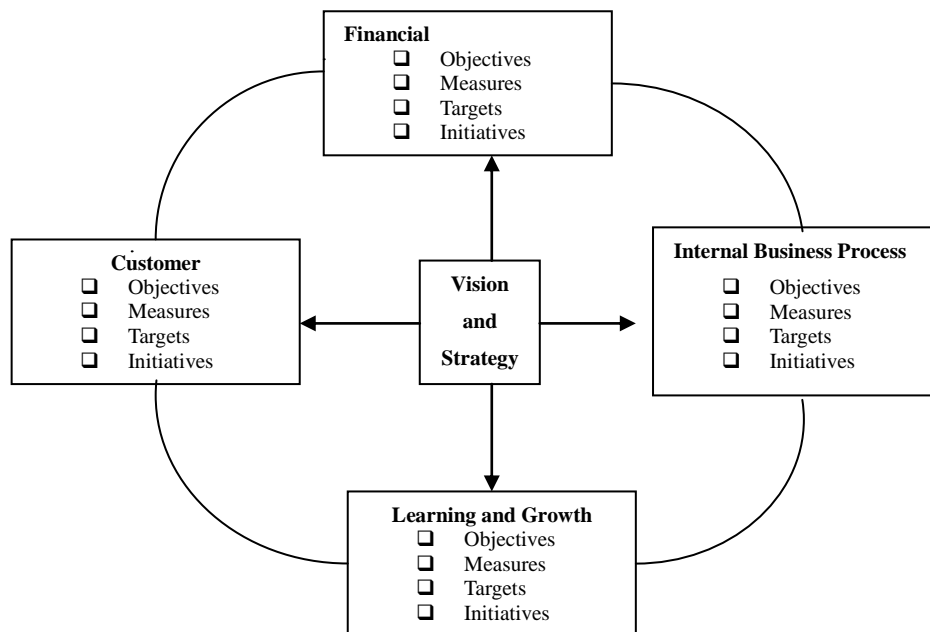 Financial
❑ Objectives
❑ Measures
❑ Targets
❑ Initiatives
Customer
❑ Objectives
❑ Measures
❑ Targets
❑ Initiatives
Vision
and
Strategy
Internal Business Process
❑ Objectives
❑ Measures
❑ Targets
❑ Initiatives
Learning and Growth
❑ Objectives
❑ Measures
❑ Targets
❑ Initiatives